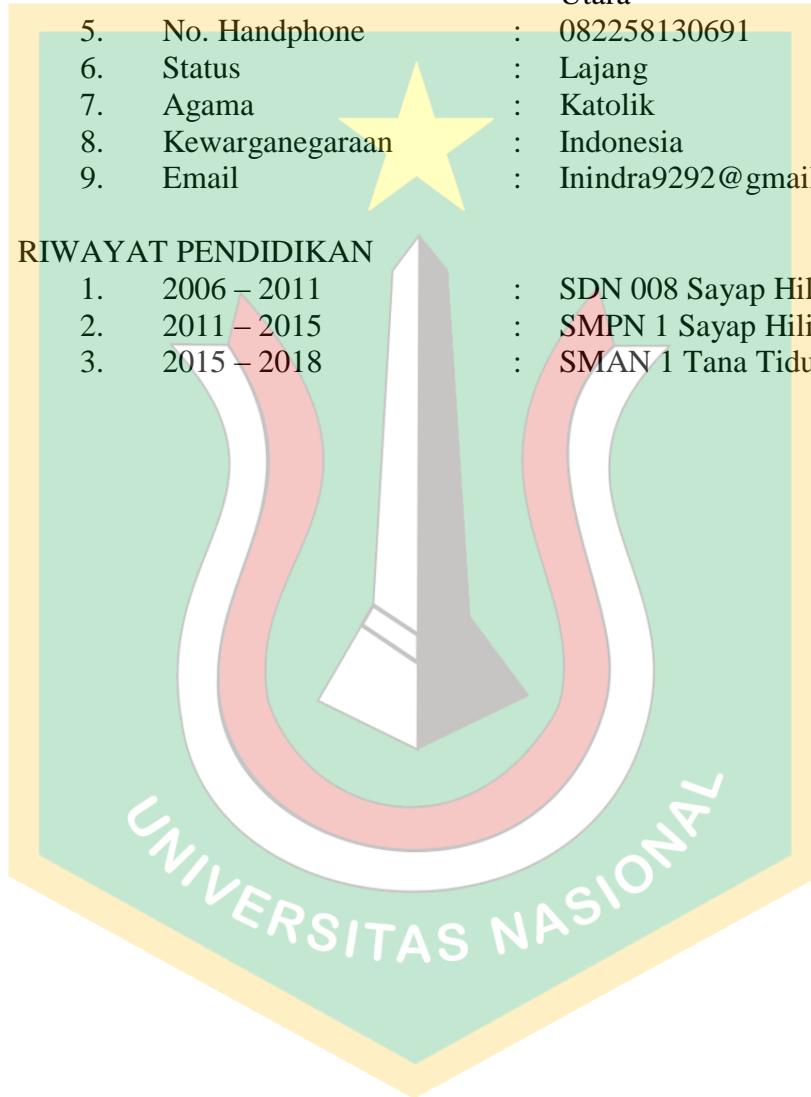 Utara
5. No. Handphone : 082258130691
6. Status : Lajang
7. Agama : Katolik
8. Kewarganegaraan : Indonesia
9. Email : Inindra9292@gmail
RIWAYAT PENDIDIKAN
1. 2006 – 2011 : SDN 008 Sayap Hil
2. 2011 – 2015 : SMPN 1 Sayap Hili
3. 2015 – 2018 : SMAN 1 Tana Tidu
UNIVERSITAS NASIONAL